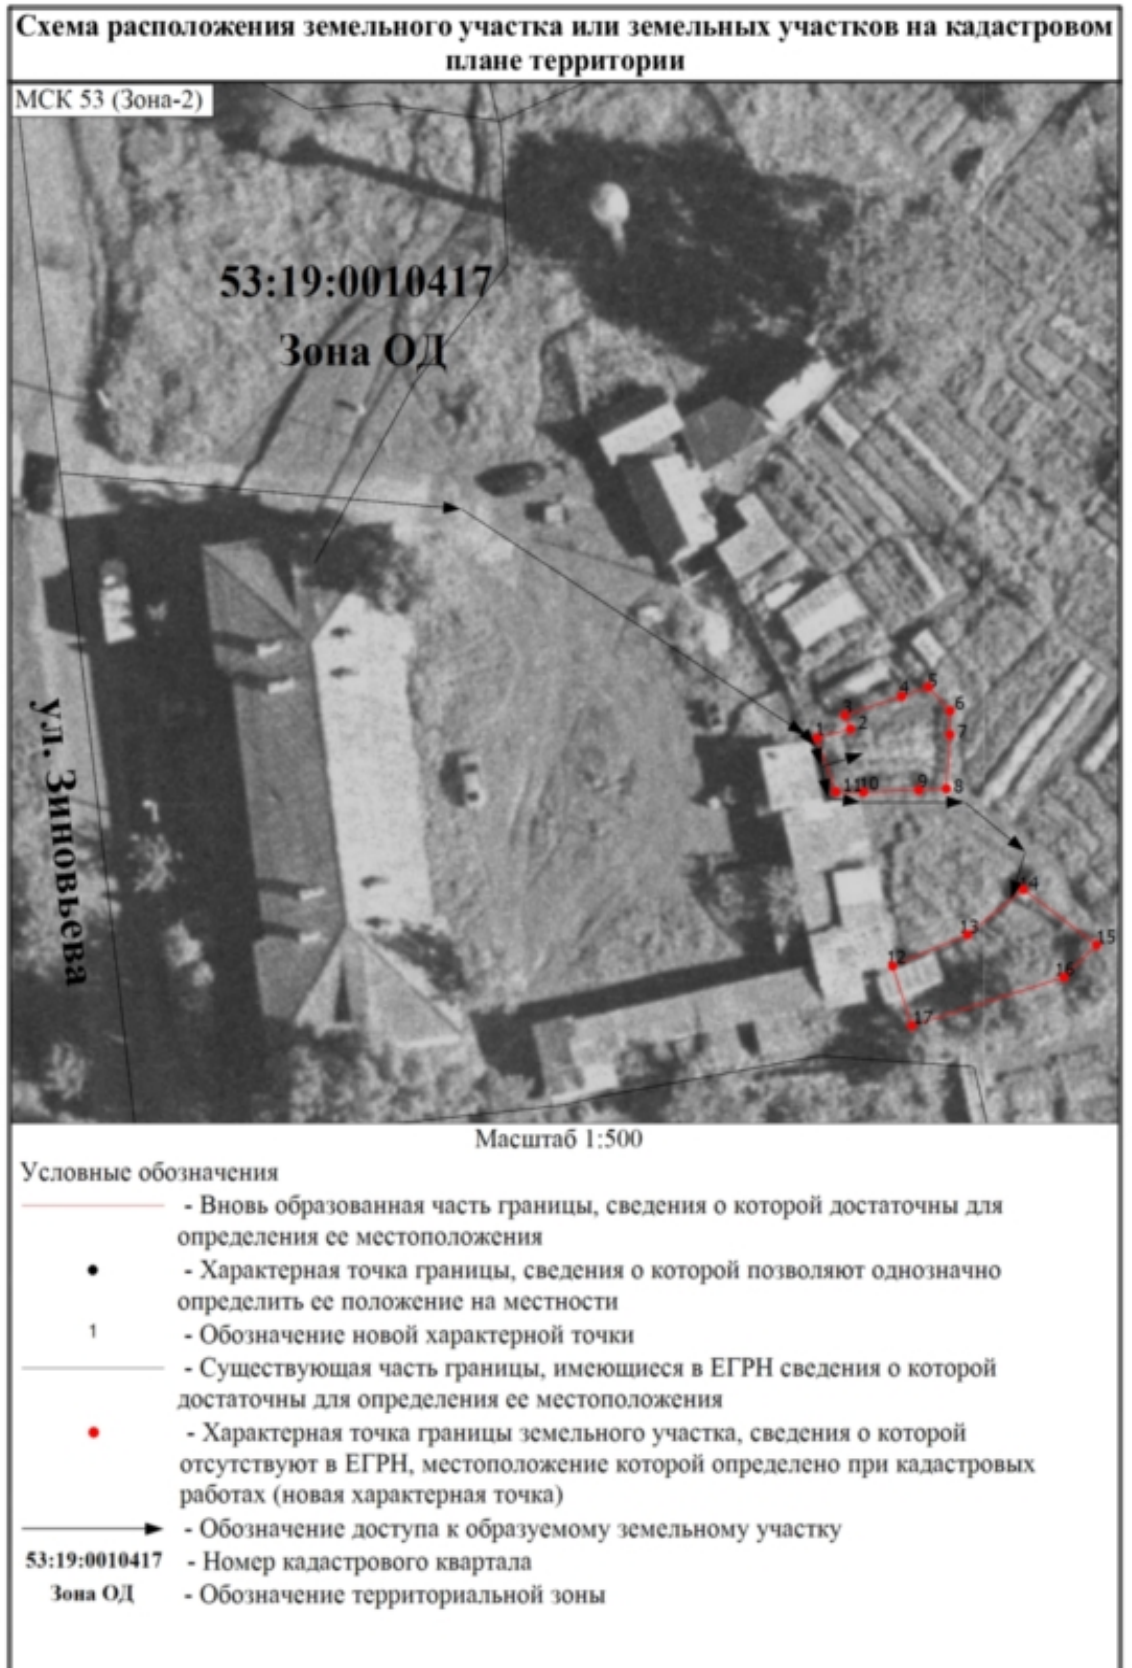 Схема расположения земельного участка или земельных участков на кадастровом
плане территории
МСК 53 (Зона-2)
53:19:0010417
Зона ОД
ул. Зиновьева
5
4
6
3
2
7
1
11
10
9
8
14
13
15
12
16
17
Масштаб 1:500
Условные обозначения
- Вновь образованная часть границы, сведения о которой достаточны для
определения ее местоположения
- Характерная точка границы, сведения о которой позволяют однозначно
определить ее положение на местности
1 - Обозначение новой характерной точки
- Существующая часть границы, имеющиеся в ЕГРН сведения о которой
достаточны для определения ее местоположения
- Характерная точка границы земельного участка, сведения о которой
отсутствуют в ЕГРН, местоположение которой определено при кадастровых
работах (новая характерная точка)
- Обозначение доступа к образуемому земельному участку
53:19:0010417 - Номер кадастрового квартала
Зона ОД - Обозначение территориальной зоны